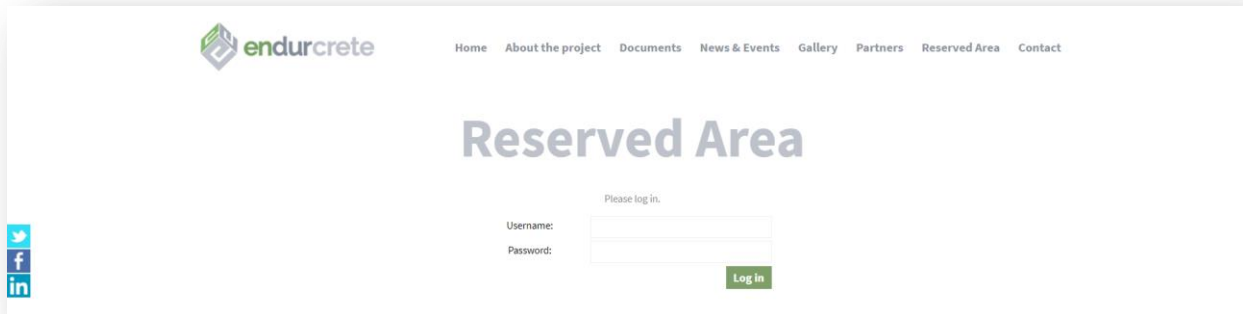 endurcrete
Home About the project Documents News & Events Gallery Partners Reserved Area Contact
Reserved Area
Please log in.
Username:
Password:
Log in